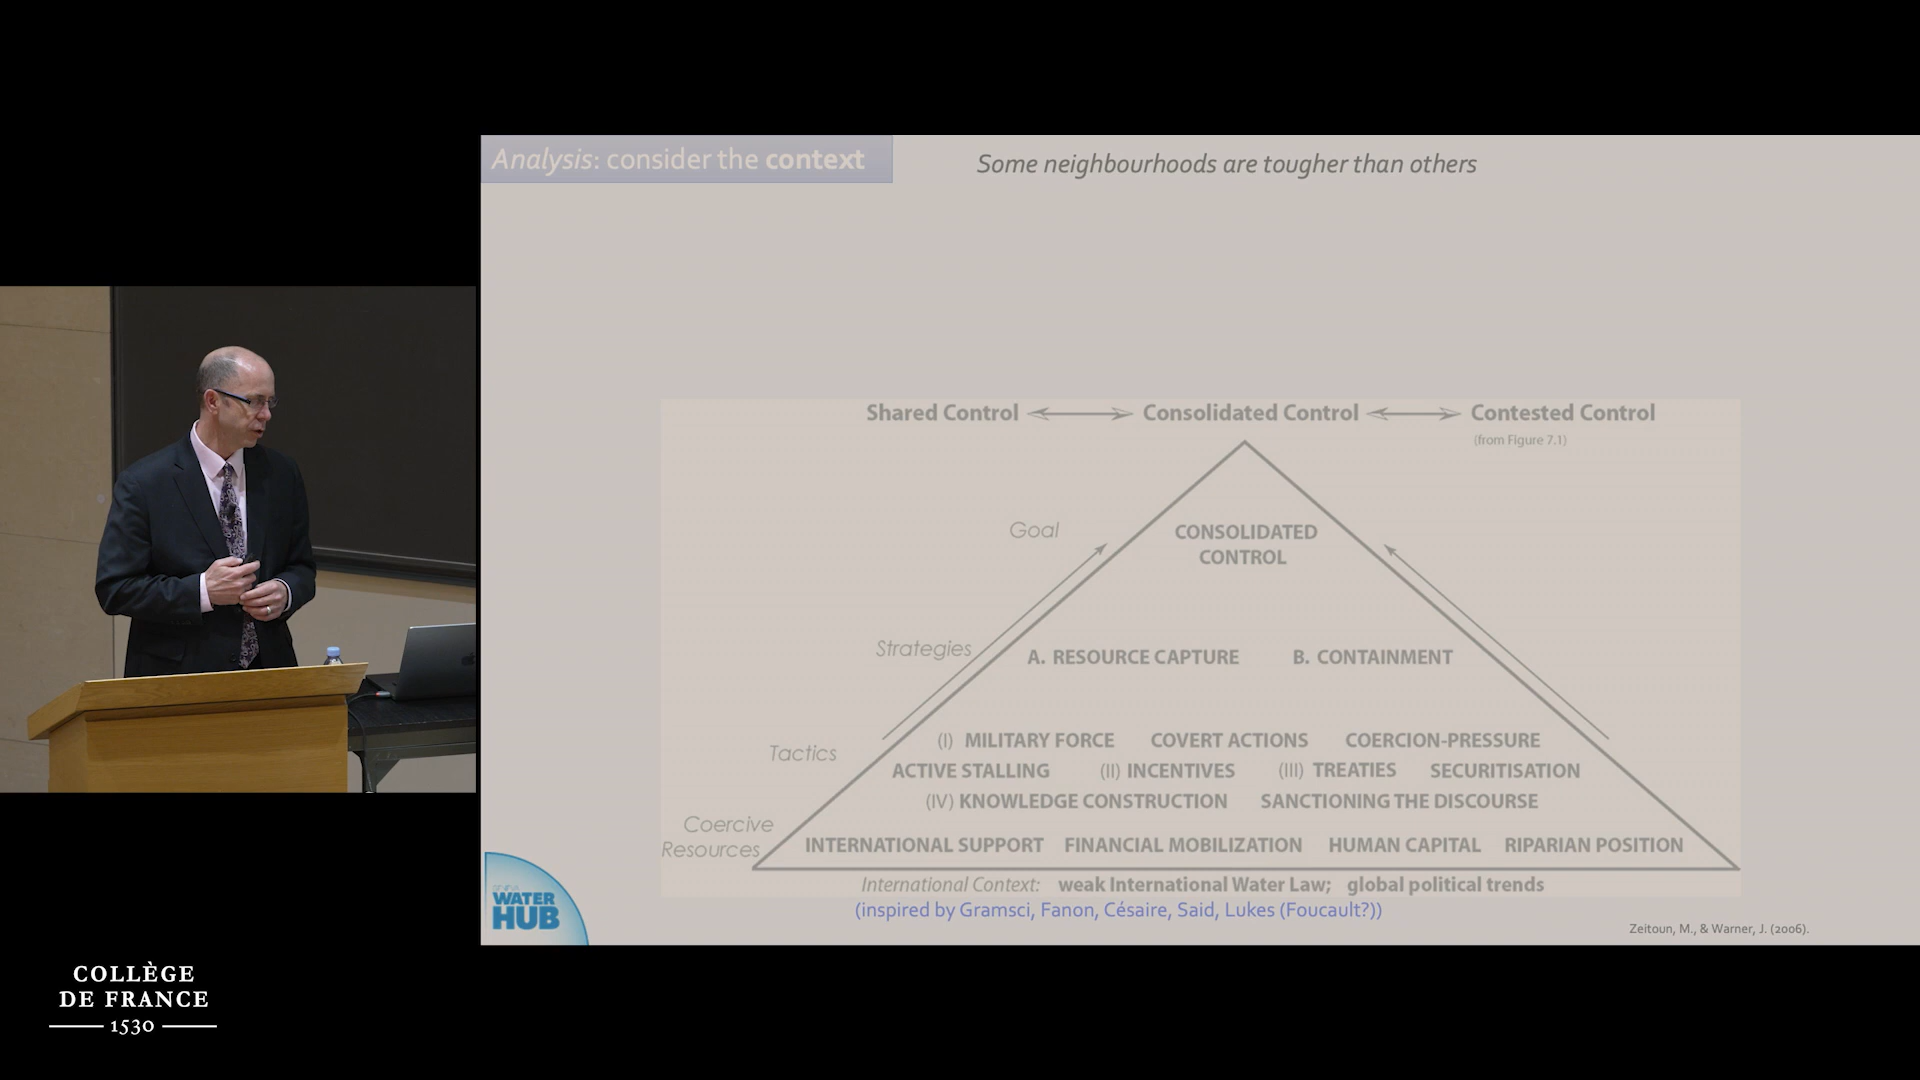 Analysis: consider the context
Some neighbourhoods are tougher than others
Shared Control Consolidated Control Contested Control
(from Figure 7.1)
Goal
CONSOLIDATED
CONTROL
Strategies
A. RESOURCE CAPTURE B. CONTAINMENT
Tactics
(I) MILITARY FORCE COVERT ACTIONS COERCION-PRESSURE
ACTIVE STALLING (II) INCENTIVES (III) TREATIES SECURITISATION
(IV) KNOWLEDGE CONSTRUCTION SANCTIONING THE DISCOURSE
Coercive
Resources
INTERNATIONAL SUPPORT FINANCIAL MOBILIZATION HUMAN CAPITAL RIPARIAN POSITION
International Context: weak International Water Law; global political trends
(inspired by Gramsci, Fanon, Césaire, Said, Lukes (Foucault?))
Zeitoun, M., & Warner, J. (2006).
GENEVA
WATER
HUB
COLLÈGE
DE FRANCE
1530